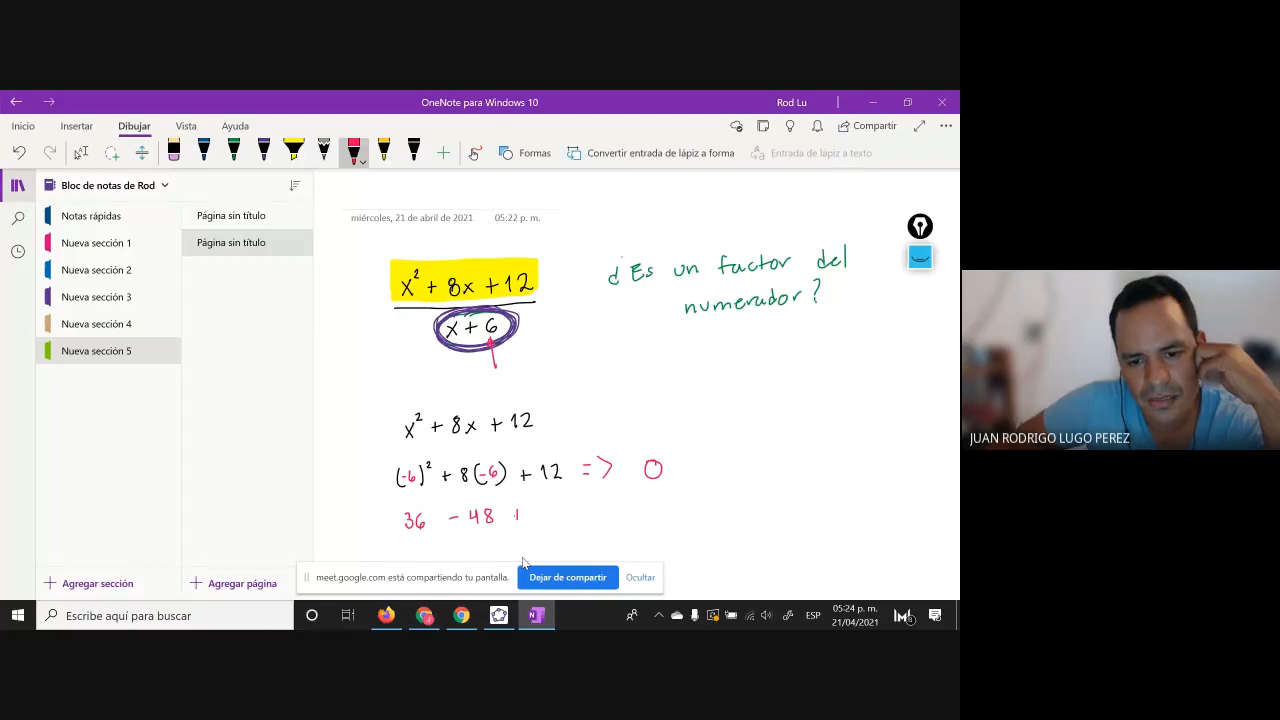 OneNote para Windows 10
Rod Lu
Inicio
Insertar
Dibujar
Vista
Ayuda
Compartir
Formas
Convertir entrada de lápiz a forma
Entrada de lápiz a texto
Bloc de notas de Rod
Notas rápidas
Nueva sección 1
Nueva sección 2
Nueva sección 3
Nueva sección 4
Nueva sección 5
Página sin título
Página sin título
miércoles, 21 de abril de 2021 05:22 p. m.
x² + 8x + 12
x + 6
¿Es un factor del
numerador?
x² + 8x + 12
(-6)² + 8(-6) + 12 => 0
36 - 48
Agregar sección
Agregar página
meet.google.com está compartiendo tu pantalla.
Dejar de compartir
Ocultar
Escribe aquí para buscar
ESP
05:24 p. m.
21/04/2021
JUAN RODRIGO LUGO PEREZ